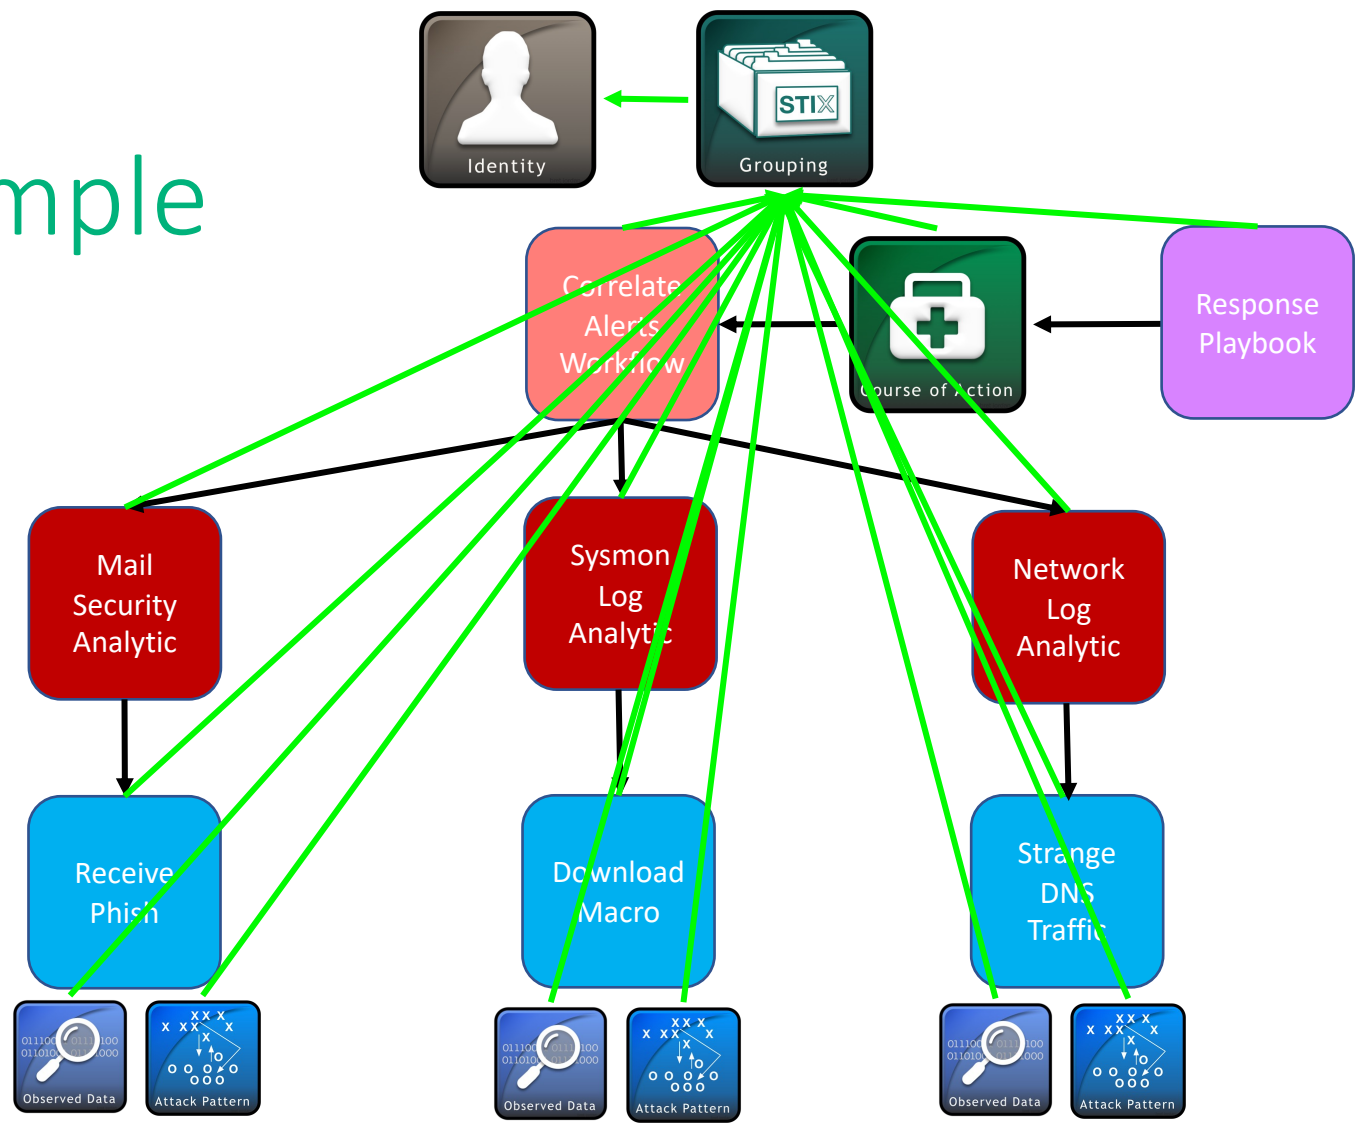 mple
Identity
STIX
Grouping
Correlate
Alerts
Workflow
Course of Action
Response
Playbook
Mail
Security
Analytic
Sysmon
Log
Analytic
Network
Log
Analytic
Receive
Phish
Download
Macro
Strange
DNS
Traffic
Observed Data
Attack Pattern
Observed Data
Attack Pattern
Observed Data
Attack Pattern